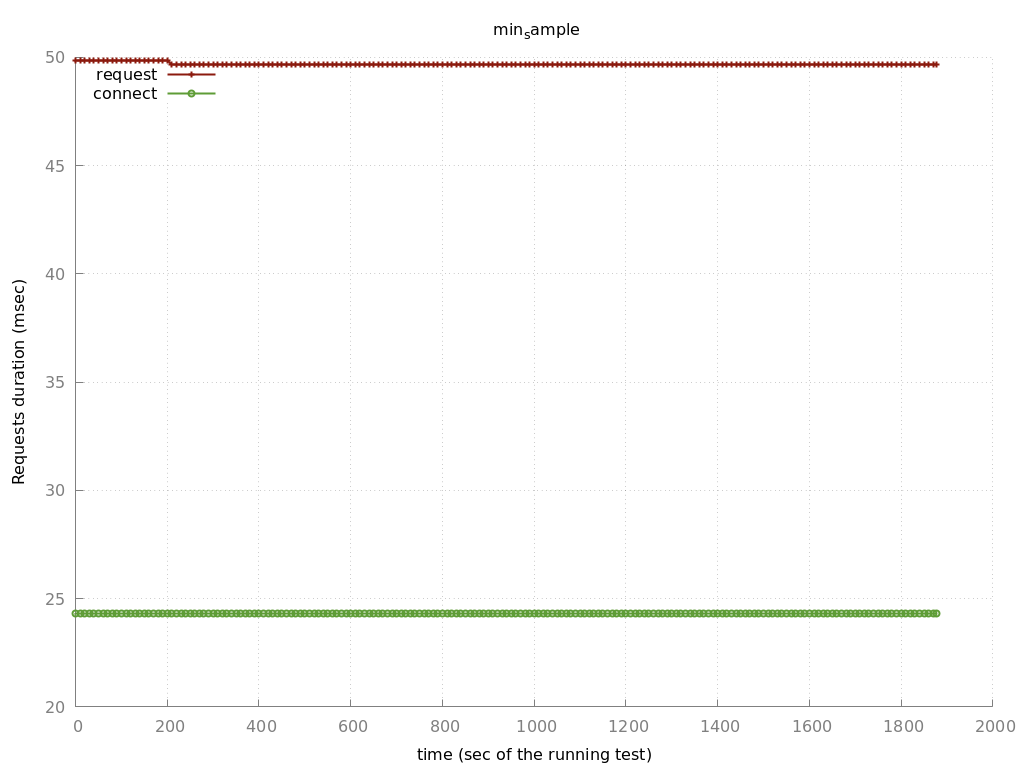 min_sample
50
request
connect
45
40
35
30
25
20
Requests duration (msec)
0 200 400 600 800 1000 1200 1400 1600 1800 2000
time (sec of the running test)